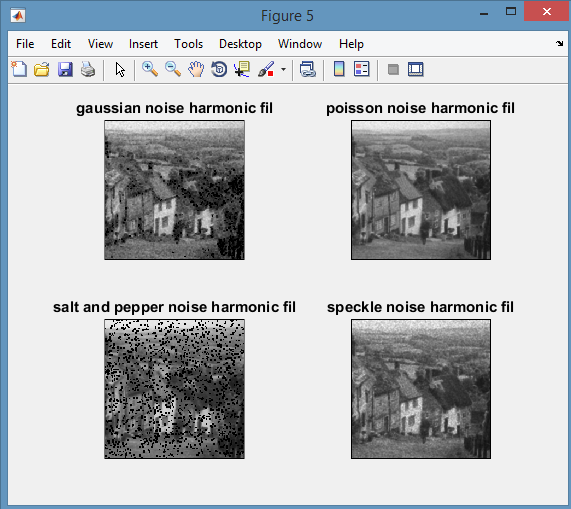 Figure 5
File Edit View Insert Tools Desktop Window Help
gaussian noise harmonic fil
poisson noise harmonic fil
salt and pepper noise harmonic fil
speckle noise harmonic fil